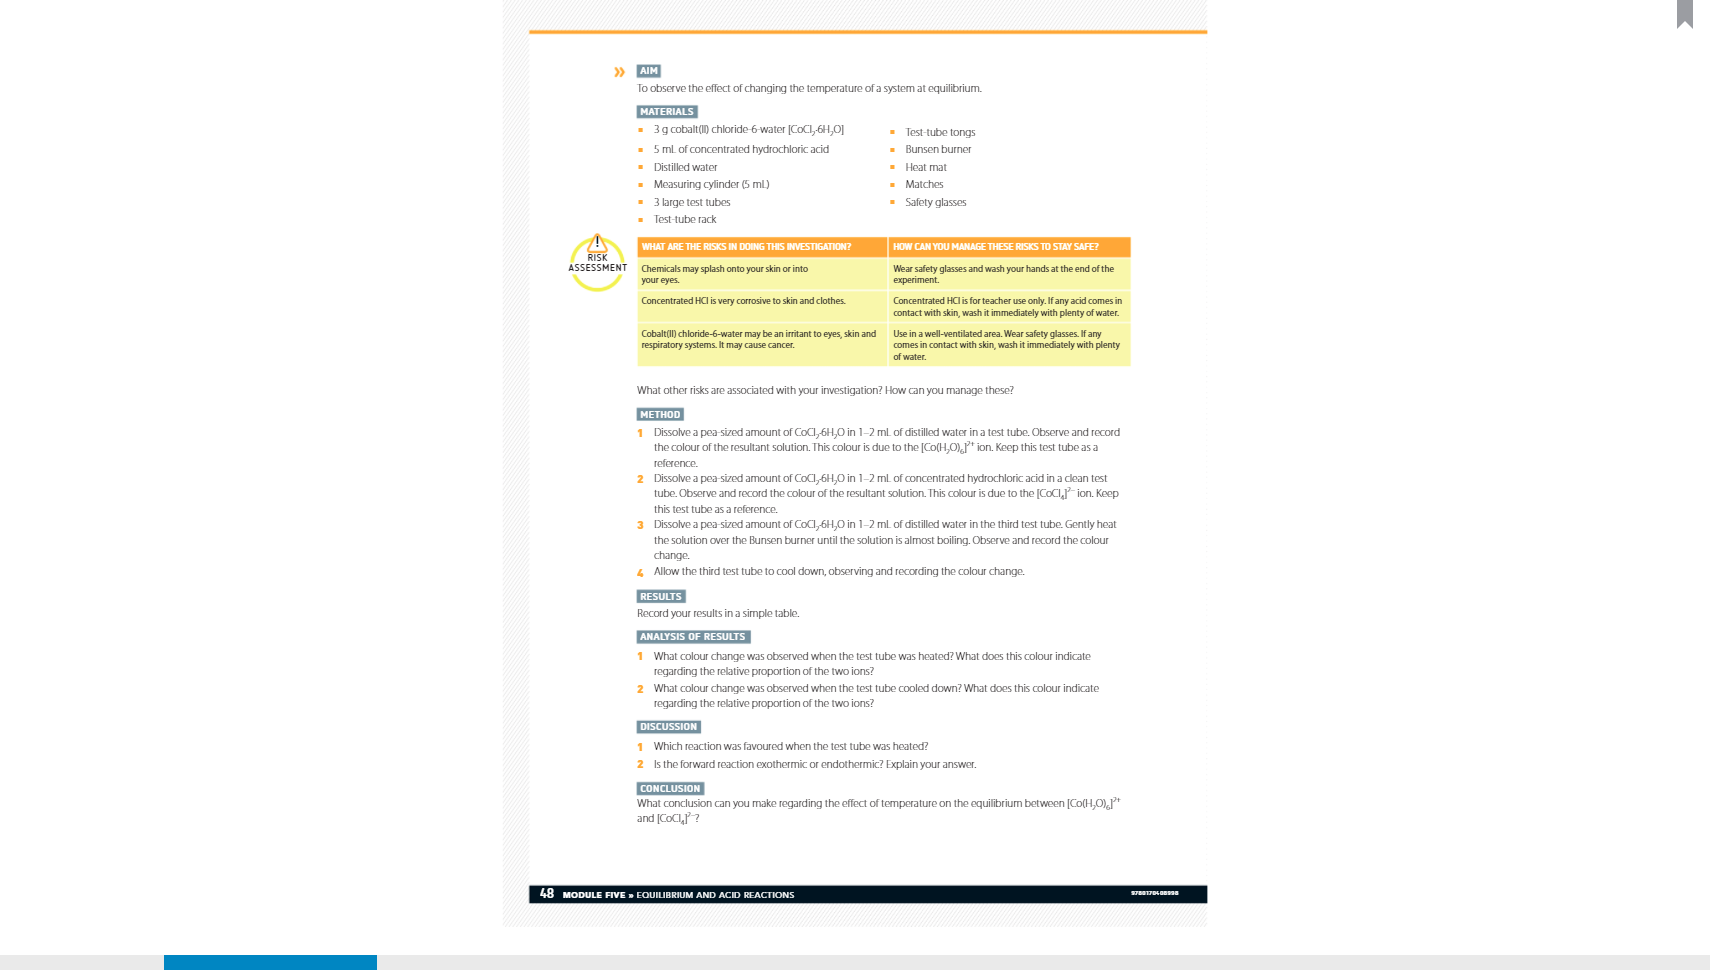 » AIM
To observe the effect of changing the temperature of a system at equilibrium.
MATERIALS
▪ 3 g cobalt(II) chloride-6-water [CoCl₂·6H₂O]
▪ 5 mL of concentrated hydrochloric acid
▪ Distilled water
▪ Measuring cylinder (5 mL)
▪ 3 large test tubes
▪ Test-tube rack
▪ Test-tube tongs
▪ Bunsen burner
▪ Heat mat
▪ Matches
▪ Safety glasses
!
RISK
ASSESSMENT
WHAT ARE THE RISKS IN DOING THIS INVESTIGATION?
HOW CAN YOU MANAGE THESE RISKS TO STAY SAFE?
Chemicals may splash onto your skin or into
your eyes.
Wear safety glasses and wash your hands at the end of the
experiment.
Concentrated HCl is very corrosive to skin and clothes.
Concentrated HCl is for teacher use only. If any acid comes in
contact with skin, wash it immediately with plenty of water.
Cobalt(II) chloride-6-water may be an irritant to eyes, skin and
respiratory systems. It may cause cancer.
Use in a well-ventilated area. Wear safety glasses. If any
comes in contact with skin, wash it immediately with plenty
of water.
What other risks are associated with your investigation? How can you manage these?
METHOD
1 Dissolve a pea-sized amount of CoCl₂·6H₂O in 1–2 mL of distilled water in a test tube. Observe and record
the colour of the resultant solution. This colour is due to the [Co(H₂O)₆]²⁺ ion. Keep this test tube as a
reference.
2 Dissolve a pea-sized amount of CoCl₂·6H₂O in 1–2 mL of concentrated hydrochloric acid in a clean test
tube. Observe and record the colour of the resultant solution. This colour is due to the [CoCl₄]²⁻ ion. Keep
this test tube as a reference.
3 Dissolve a pea-sized amount of CoCl₂·6H₂O in 1–2 mL of distilled water in the third test tube. Gently heat
the solution over the Bunsen burner until the solution is almost boiling. Observe and record the colour
change.
4 Allow the third test tube to cool down, observing and recording the colour change.
RESULTS
Record your results in a simple table.
ANALYSIS OF RESULTS
1 What colour change was observed when the test tube was heated? What does this colour indicate
regarding the relative proportion of the two ions?
2 What colour change was observed when the test tube cooled down? What does this colour indicate
regarding the relative proportion of the two ions?
DISCUSSION
1 Which reaction was favoured when the test tube was heated?
2 Is the forward reaction exothermic or endothermic? Explain your answer.
CONCLUSION
What conclusion can you make regarding the effect of temperature on the equilibrium between [Co(H₂O)₆]²⁺
and [CoCl₄]²⁻?
48 MODULE FIVE » EQUILIBRIUM AND ACID REACTIONS
9780170408998